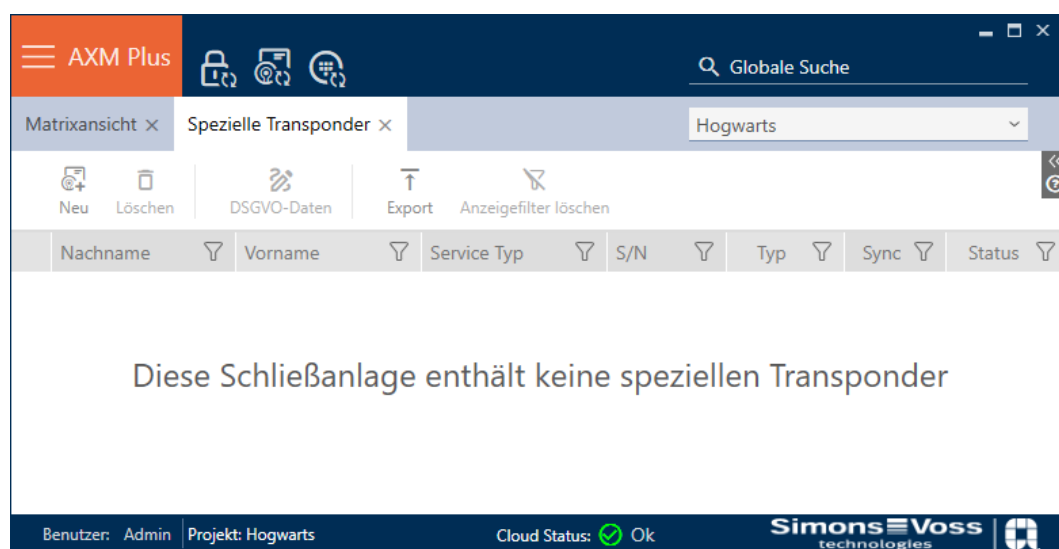 AXM Plus
Globale Suche
Matrixansicht
Spezielle Transponder
Hogwarts
Neu
Löschen
DSGVO-Daten
Export
Anzeigefilter löschen
Nachname
Vorname
Service Typ
S/N
Typ
Sync
Status
Diese Schließanlage enthält keine speziellen Transponder
Benutzer: Admin
Projekt: Hogwarts
Cloud Status: Ok
SimonsVoss
technologies